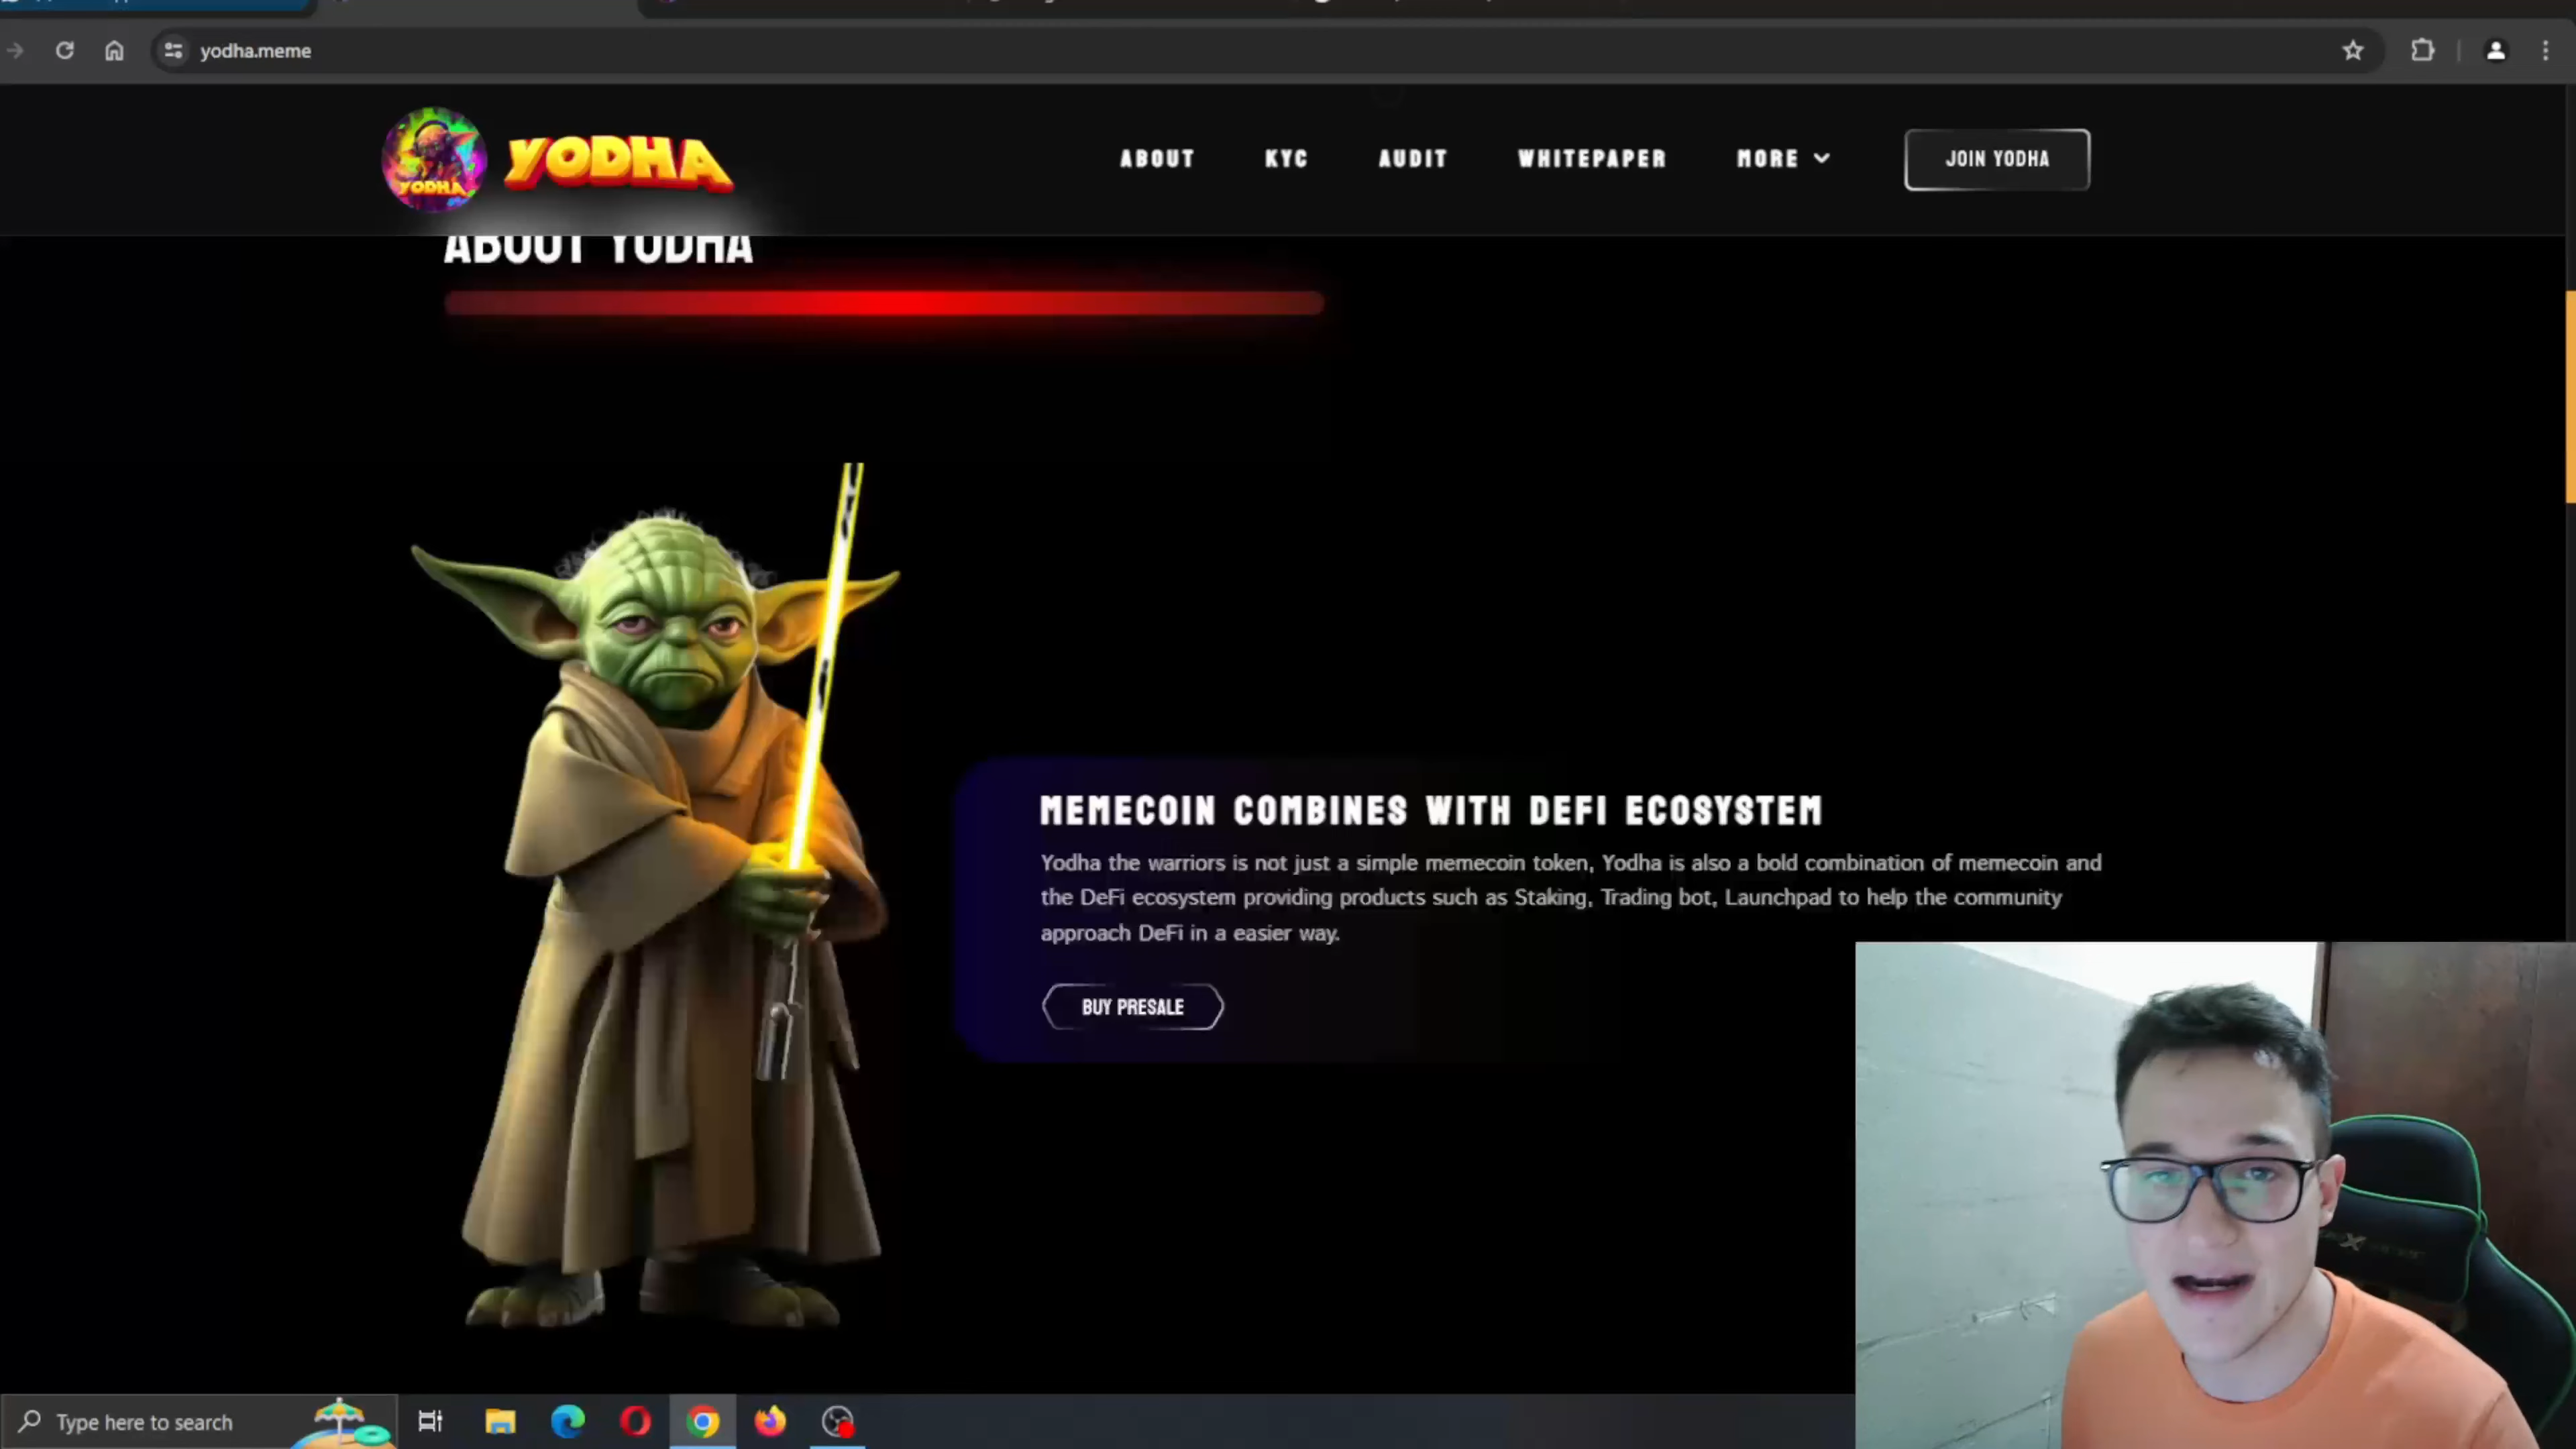 yodha.meme
YODHA
YODHA
ABOUT
KYC
AUDIT
WHITEPAPER
MORE
JOIN YODHA
ABOUT YODHA
MEMECOIN COMBINES WITH DEFI ECOSYSTEM
Yodha the warriors is not just a simple memecoin token, Yodha is also a bold combination of memecoin and
the DeFi ecosystem providing products such as Staking, Trading bot, Launchpad to help the community
approach DeFi in a easier way.
BUY PRESALE
Type here to search